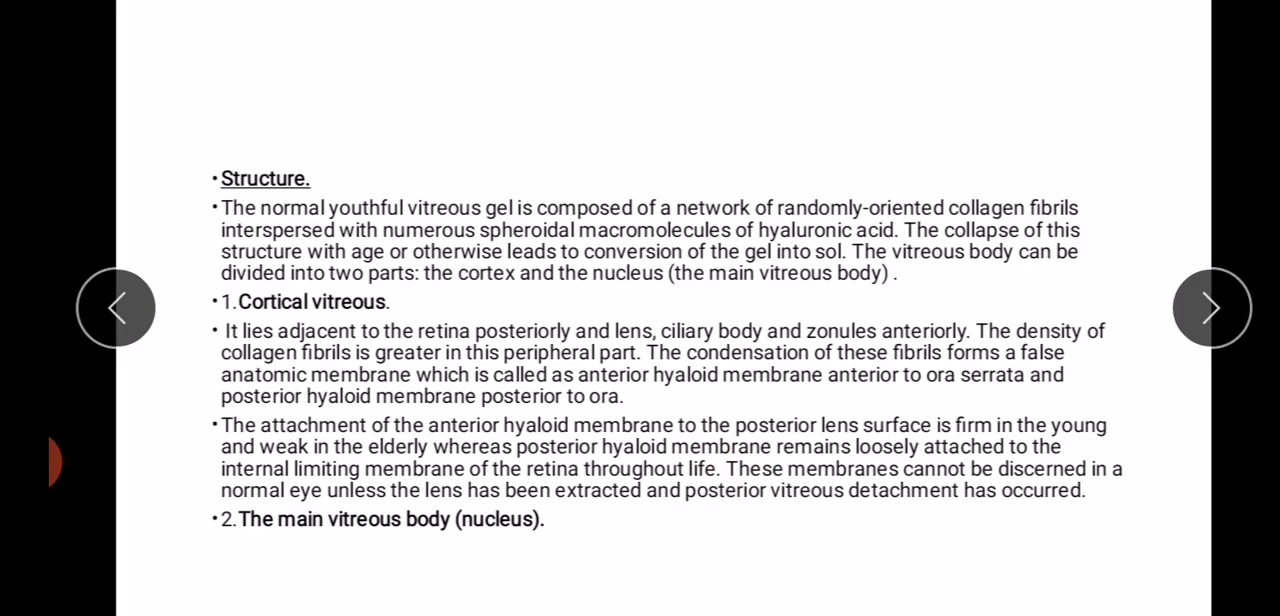 • Structure.
• The normal youthful vitreous gel is composed of a network of randomly-oriented collagen fibrils
interspersed with numerous spheroidal macromolecules of hyaluronic acid. The collapse of this
structure with age or otherwise leads to conversion of the gel into sol. The vitreous body can be
divided into two parts: the cortex and the nucleus (the main vitreous body) .
• 1.Cortical vitreous.
• It lies adjacent to the retina posteriorly and lens, ciliary body and zonules anteriorly. The density of
collagen fibrils is greater in this peripheral part. The condensation of these fibrils forms a false
anatomic membrane which is called as anterior hyaloid membrane anterior to ora serrata and
posterior hyaloid membrane posterior to ora.
• The attachment of the anterior hyaloid membrane to the posterior lens surface is firm in the young
and weak in the elderly whereas posterior hyaloid membrane remains loosely attached to the
internal limiting membrane of the retina throughout life. These membranes cannot be discerned in a
normal eye unless the lens has been extracted and posterior vitreous detachment has occurred.
• 2.The main vitreous body (nucleus).